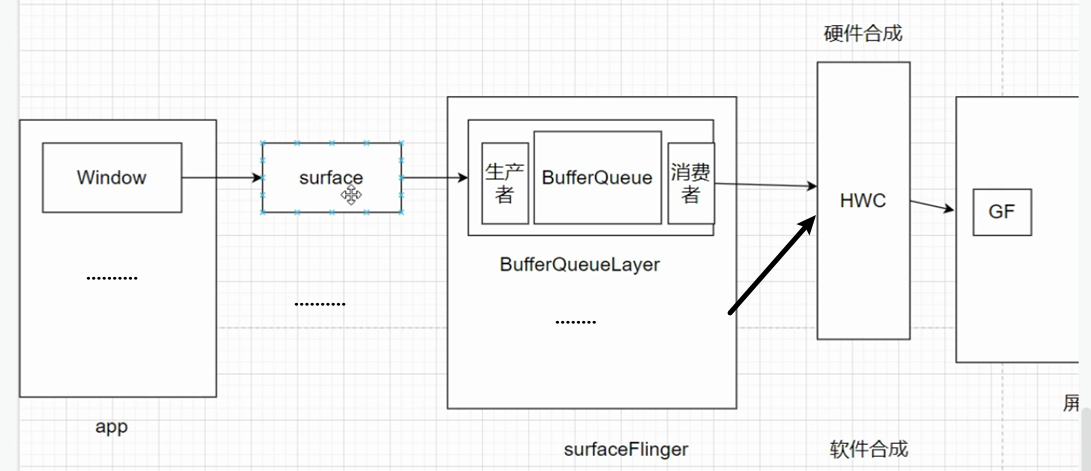 硬件合成
Window
surface
生产
者
BufferQueue
消费
者
HWC
GF
BufferQueueLayer
..........
..........
........
屏
app
surfaceFlinger
软件合成